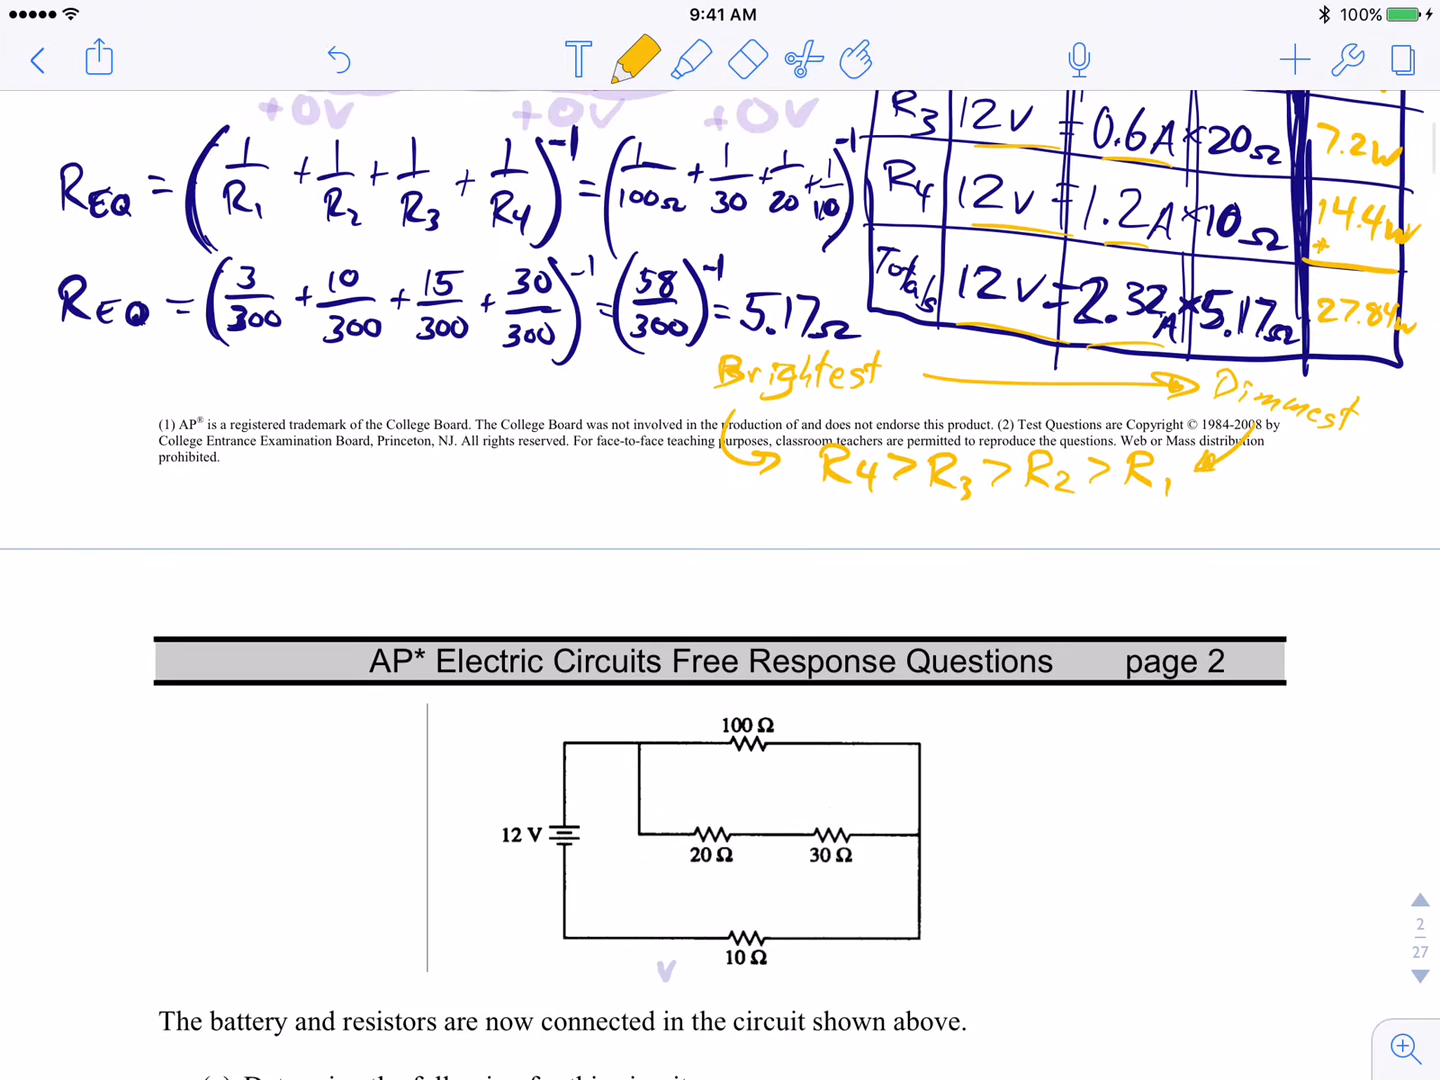 9:41 AM
100%
T
+0V +0V +0V
R3 12V = 0.6A × 20Ω 7.2W
REQ = (1/R1 + 1/R2 + 1/R3 + 1/R4)^-1 = (1/100Ω + 1/30 + 1/20 + 1/10)^-1
R4 12V = 1.2A × 10Ω 14.4W *
REQ = (3/300 + 10/300 + 15/300 + 30/300)^-1 = (58/300)^-1 = 5.17Ω
Totals 12V = 2.32A × 5.17Ω 27.84W
Brightest → Dimmest
(1) AP® is a registered trademark of the College Board. The College Board was not involved in the production of and does not endorse this product. (2) Test Questions are Copyright © 1984-2008 by
College Entrance Examination Board, Princeton, NJ. All rights reserved. For face-to-face teaching purposes, classroom teachers are permitted to reproduce the questions. Web or Mass distribution
prohibited.
R4 > R3 > R2 > R1
AP* Electric Circuits Free Response Questions page 2
100 Ω
12 V
20 Ω 30 Ω
10 Ω
V
2
27
The battery and resistors are now connected in the circuit shown above.